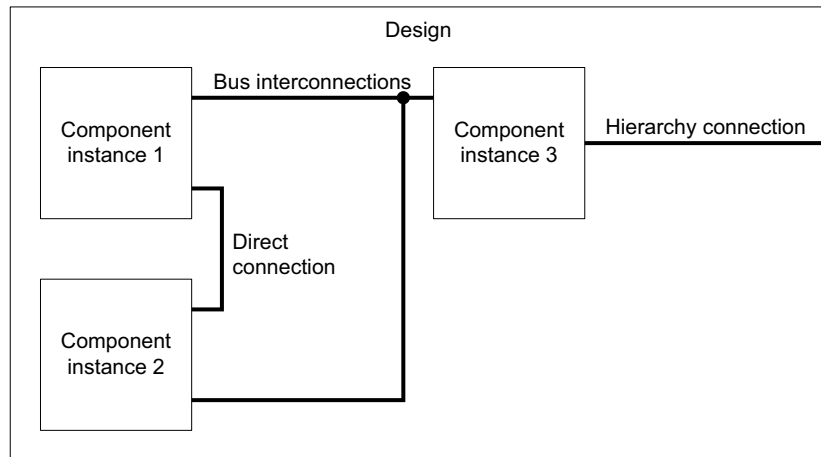 Design
Bus interconnections
Component
instance 1
Component
instance 3
Hierarchy connection
Direct
connection
Component
instance 2